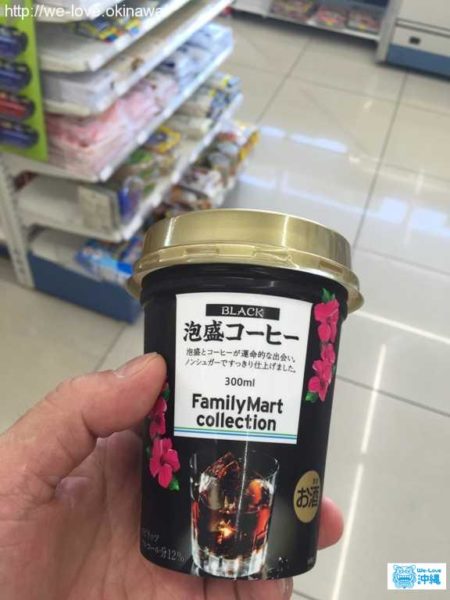 http://we-love.okinawa
BLACK
泡盛コーヒー
泡盛とコーヒーが運命的な出会い。
ノンシュガーですっきり仕上げました。
300ml
FamilyMart
collection
お酒
12%
We-Love
沖縄